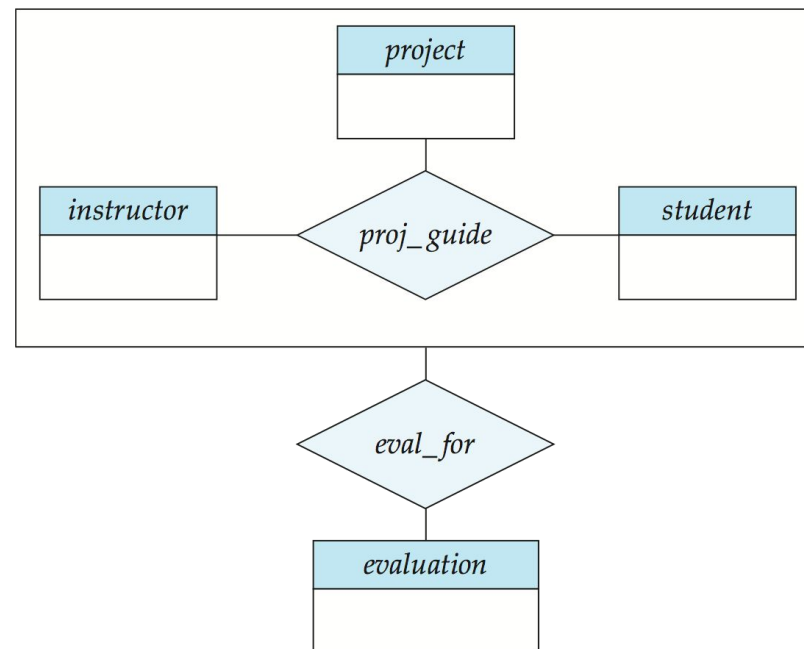 project
instructor
proj_guide
student
eval_for
evaluation